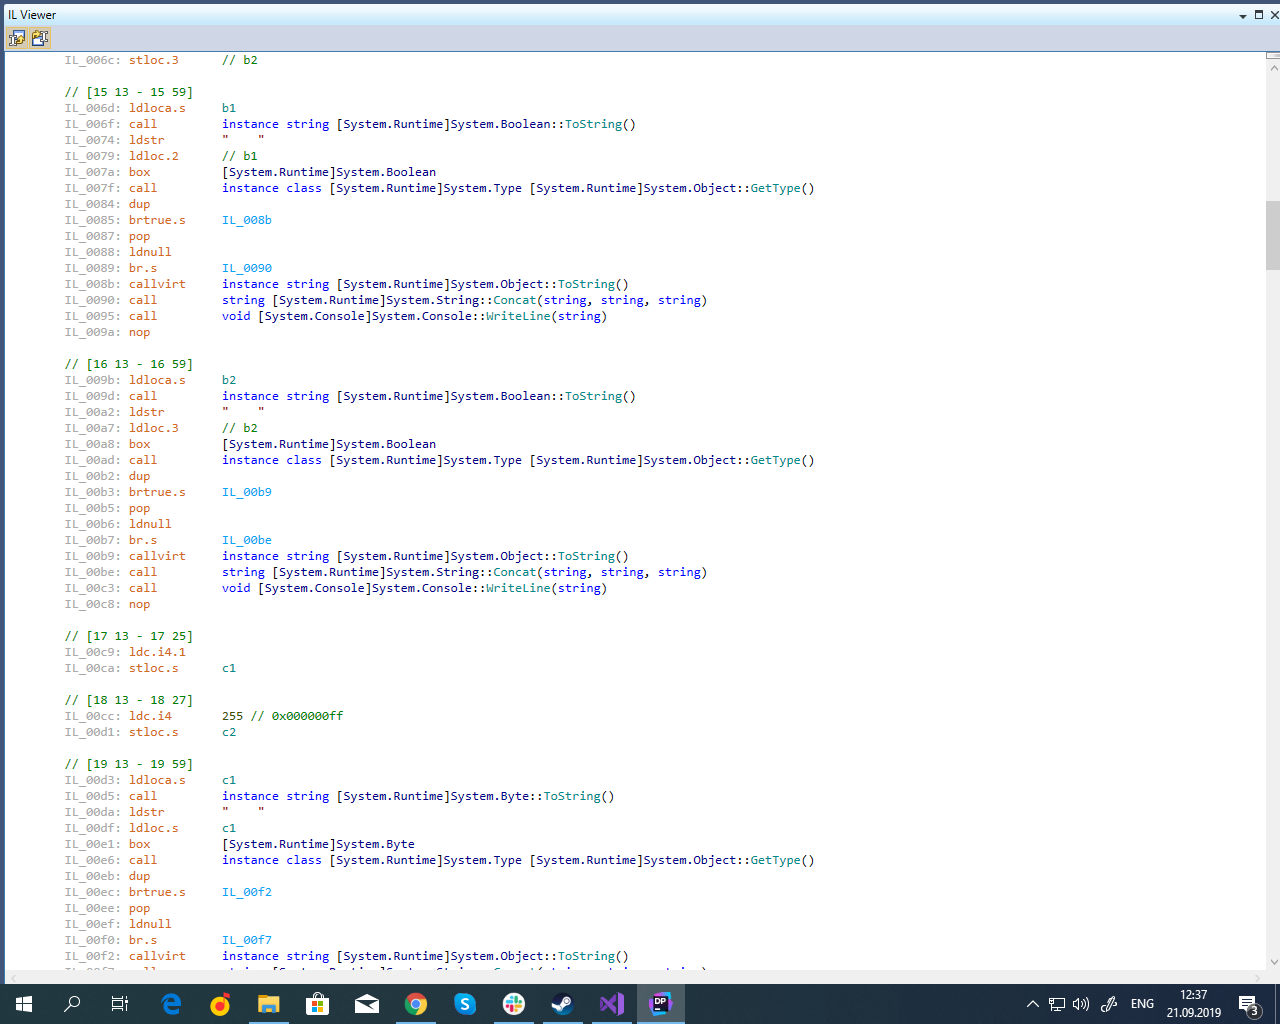 IL Viewer
IL_006c: stloc.3      // b2
// [15 13 - 15 59]
IL_006d: ldloca.s     b1
IL_006f: call         instance string [System.Runtime]System.Boolean::ToString()
IL_0074: ldstr        "    "
IL_0079: ldloc.2      // b1
IL_007a: box          [System.Runtime]System.Boolean
IL_007f: call         instance class [System.Runtime]System.Type [System.Runtime]System.Object::GetType()
IL_0084: dup
IL_0085: brtrue.s     IL_008b
IL_0087: pop
IL_0088: ldnull
IL_0089: br.s         IL_0090
IL_008b: callvirt     instance string [System.Runtime]System.Object::ToString()
IL_0090: call         string [System.Runtime]System.String::Concat(string, string, string)
IL_0095: call         void [System.Console]System.Console::WriteLine(string)
IL_009a: nop
// [16 13 - 16 59]
IL_009b: ldloca.s     b2
IL_009d: call         instance string [System.Runtime]System.Boolean::ToString()
IL_00a2: ldstr        "    "
IL_00a7: ldloc.3      // b2
IL_00a8: box          [System.Runtime]System.Boolean
IL_00ad: call         instance class [System.Runtime]System.Type [System.Runtime]System.Object::GetType()
IL_00b2: dup
IL_00b3: brtrue.s     IL_00b9
IL_00b5: pop
IL_00b6: ldnull
IL_00b7: br.s         IL_00be
IL_00b9: callvirt     instance string [System.Runtime]System.Object::ToString()
IL_00be: call         string [System.Runtime]System.String::Concat(string, string, string)
IL_00c3: call         void [System.Console]System.Console::WriteLine(string)
IL_00c8: nop
// [17 13 - 17 25]
IL_00c9: ldc.i4.1
IL_00ca: stloc.s      c1
// [18 13 - 18 27]
IL_00cc: ldc.i4       255 // 0x000000ff
IL_00d1: stloc.s      c2
// [19 13 - 19 59]
IL_00d3: ldloca.s     c1
IL_00d5: call         instance string [System.Runtime]System.Byte::ToString()
IL_00da: ldstr        "    "
IL_00df: ldloc.s      c1
IL_00e1: box          [System.Runtime]System.Byte
IL_00e6: call         instance class [System.Runtime]System.Type [System.Runtime]System.Object::GetType()
IL_00eb: dup
IL_00ec: brtrue.s     IL_00f2
IL_00ee: pop
IL_00ef: ldnull
IL_00f0: br.s         IL_00f7
IL_00f2: callvirt     instance string [System.Runtime]System.Object::ToString()
DP
ENG
12:37
21.09.2019
3